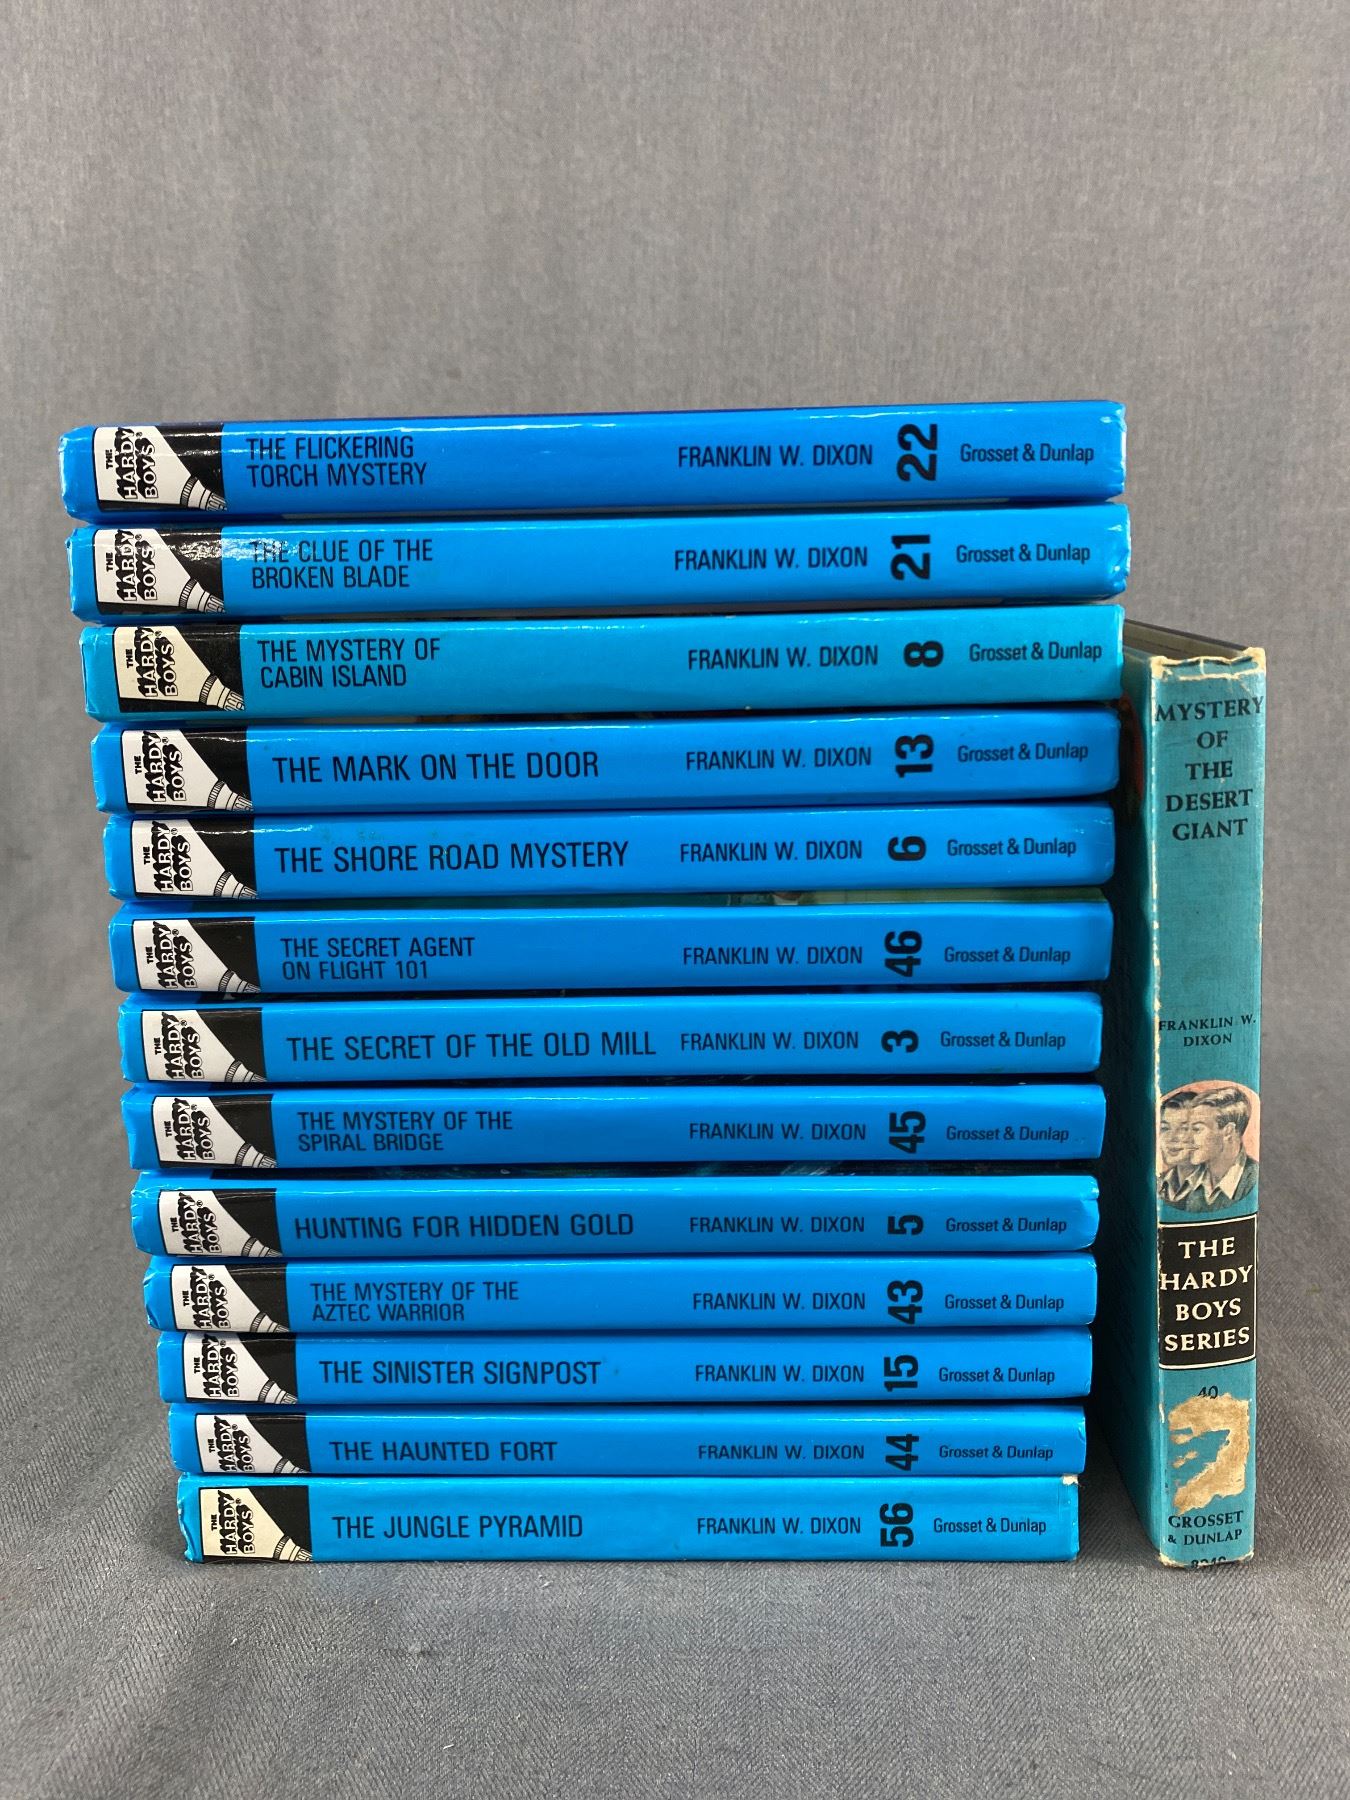 THE HARDY BOYS®
THE FLICKERING
TORCH MYSTERY
FRANKLIN W. DIXON
22
Grosset & Dunlap
THE HARDY BOYS®
THE CLUE OF THE
BROKEN BLADE
FRANKLIN W. DIXON
21
Grosset & Dunlap
THE HARDY BOYS®
THE MYSTERY OF
CABIN ISLAND
FRANKLIN W. DIXON
8
Grosset & Dunlap
THE HARDY BOYS®
THE MARK ON THE DOOR
FRANKLIN W. DIXON
13
Grosset & Dunlap
THE HARDY BOYS®
THE SHORE ROAD MYSTERY
FRANKLIN W. DIXON
6
Grosset & Dunlap
THE HARDY BOYS®
THE SECRET AGENT
ON FLIGHT 101
FRANKLIN W. DIXON
46
Grosset & Dunlap
THE HARDY BOYS®
THE SECRET OF THE OLD MILL
FRANKLIN W. DIXON
3
Grosset & Dunlap
THE HARDY BOYS®
THE MYSTERY OF THE
SPIRAL BRIDGE
FRANKLIN W. DIXON
45
Grosset & Dunlap
THE HARDY BOYS®
HUNTING FOR HIDDEN GOLD
FRANKLIN W. DIXON
5
Grosset & Dunlap
THE HARDY BOYS®
THE MYSTERY OF THE
AZTEC WARRIOR
FRANKLIN W. DIXON
43
Grosset & Dunlap
THE HARDY BOYS®
THE SINISTER SIGNPOST
FRANKLIN W. DIXON
15
Grosset & Dunlap
THE HARDY BOYS®
THE HAUNTED FORT
FRANKLIN W. DIXON
44
Grosset & Dunlap
THE HARDY BOYS®
THE JUNGLE PYRAMID
FRANKLIN W. DIXON
56
Grosset & Dunlap
MYSTERY
OF
THE
DESERT
GIANT
FRANKLIN W.
DIXON
THE
HARDY
BOYS
SERIES
40
GROSSET
& DUNLAP